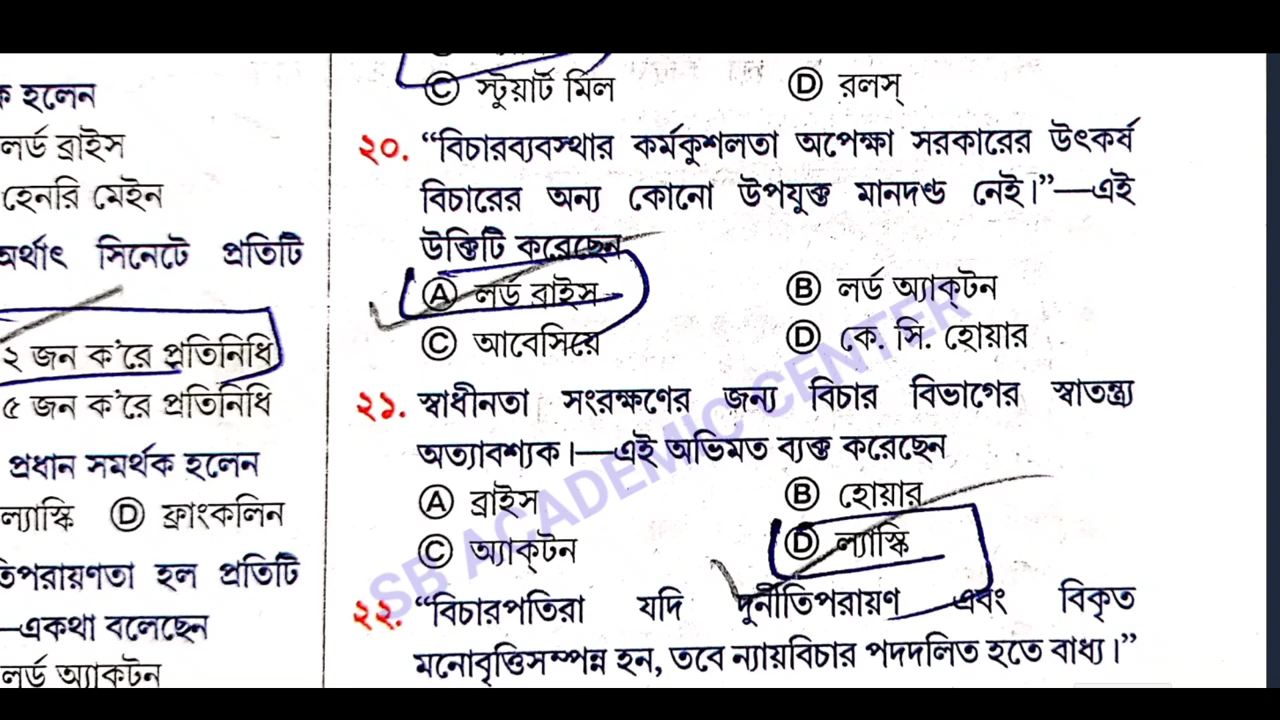 ক হলেন
লর্ড ব্রাইস
হেনরি মেইন
অর্থাৎ সিনেটে প্রতিটি
২ জন ক'রে প্রতিনিধি
৫ জন ক'রে প্রতিনিধি
প্রধান সমর্থক হলেন
ল্যাস্কি Ⓓ ফ্রাংকলিন
তিপরায়ণতা হল প্রতিটি
—একথা বলেছেন
লর্ড অ্যাক্টন
Ⓒ স্টুয়ার্ট মিল Ⓓ রলস্
২০. “বিচারব্যবস্থার কর্মকুশলতা অপেক্ষা সরকারের উৎকর্ষ
বিচারের অন্য কোনো উপযুক্ত মানদণ্ড নেই।”—এই
উক্তিটি করেছেন
Ⓐ লর্ড ব্রাইস Ⓑ লর্ড অ্যাক্‌টন
Ⓒ আবেসিয়ে Ⓓ কে. সি. হোয়ার
২১. স্বাধীনতা সংরক্ষণের জন্য বিচার বিভাগের স্বাতন্ত্র্য
অত্যাবশ্যক।—এই অভিমত ব্যক্ত করেছেন
Ⓐ ব্রাইস Ⓑ হোয়ার
Ⓒ অ্যাক্‌টন Ⓓ ল্যাস্কি
২২. “বিচারপতিরা যদি দুর্নীতিপরায়ণ এবং বিকৃত
মনোবৃত্তিসম্পন্ন হন, তবে ন্যায়বিচার পদদলিত হতে বাধ্য।”
SB ACADEMIC CENTER